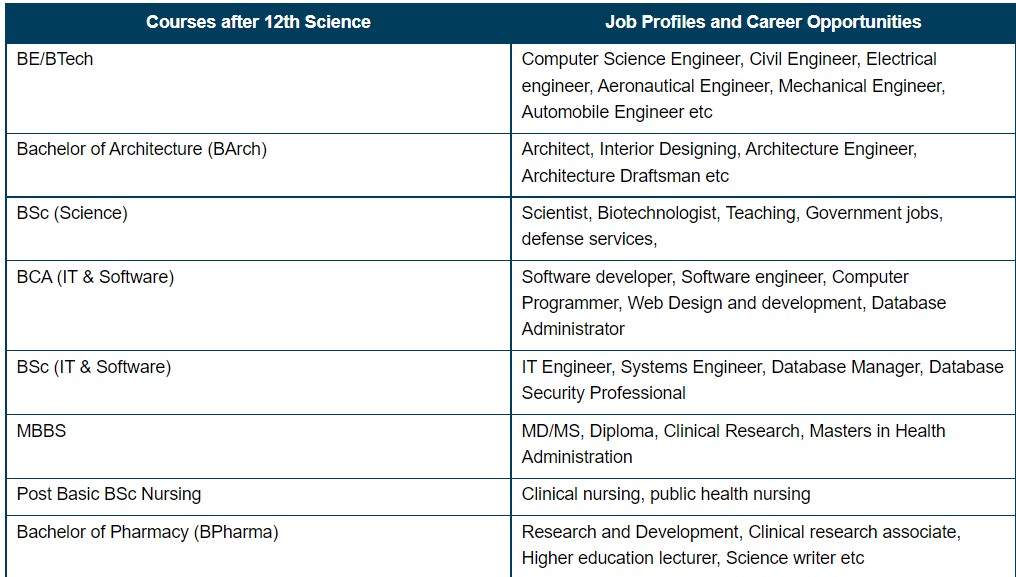 Courses after 12th Science
Job Profiles and Career Opportunities
BE/BTech
Computer Science Engineer, Civil Engineer, Electrical
engineer, Aeronautical Engineer, Mechanical Engineer,
Automobile Engineer etc
Bachelor of Architecture (BArch)
Architect, Interior Designing, Architecture Engineer,
Architecture Draftsman etc
BSc (Science)
Scientist, Biotechnologist, Teaching, Government jobs,
defense services,
BCA (IT & Software)
Software developer, Software engineer, Computer
Programmer, Web Design and development, Database
Administrator
BSc (IT & Software)
IT Engineer, Systems Engineer, Database Manager, Database
Security Professional
MBBS
MD/MS, Diploma, Clinical Research, Masters in Health
Administration
Post Basic BSc Nursing
Clinical nursing, public health nursing
Bachelor of Pharmacy (BPharma)
Research and Development, Clinical research associate,
Higher education lecturer, Science writer etc